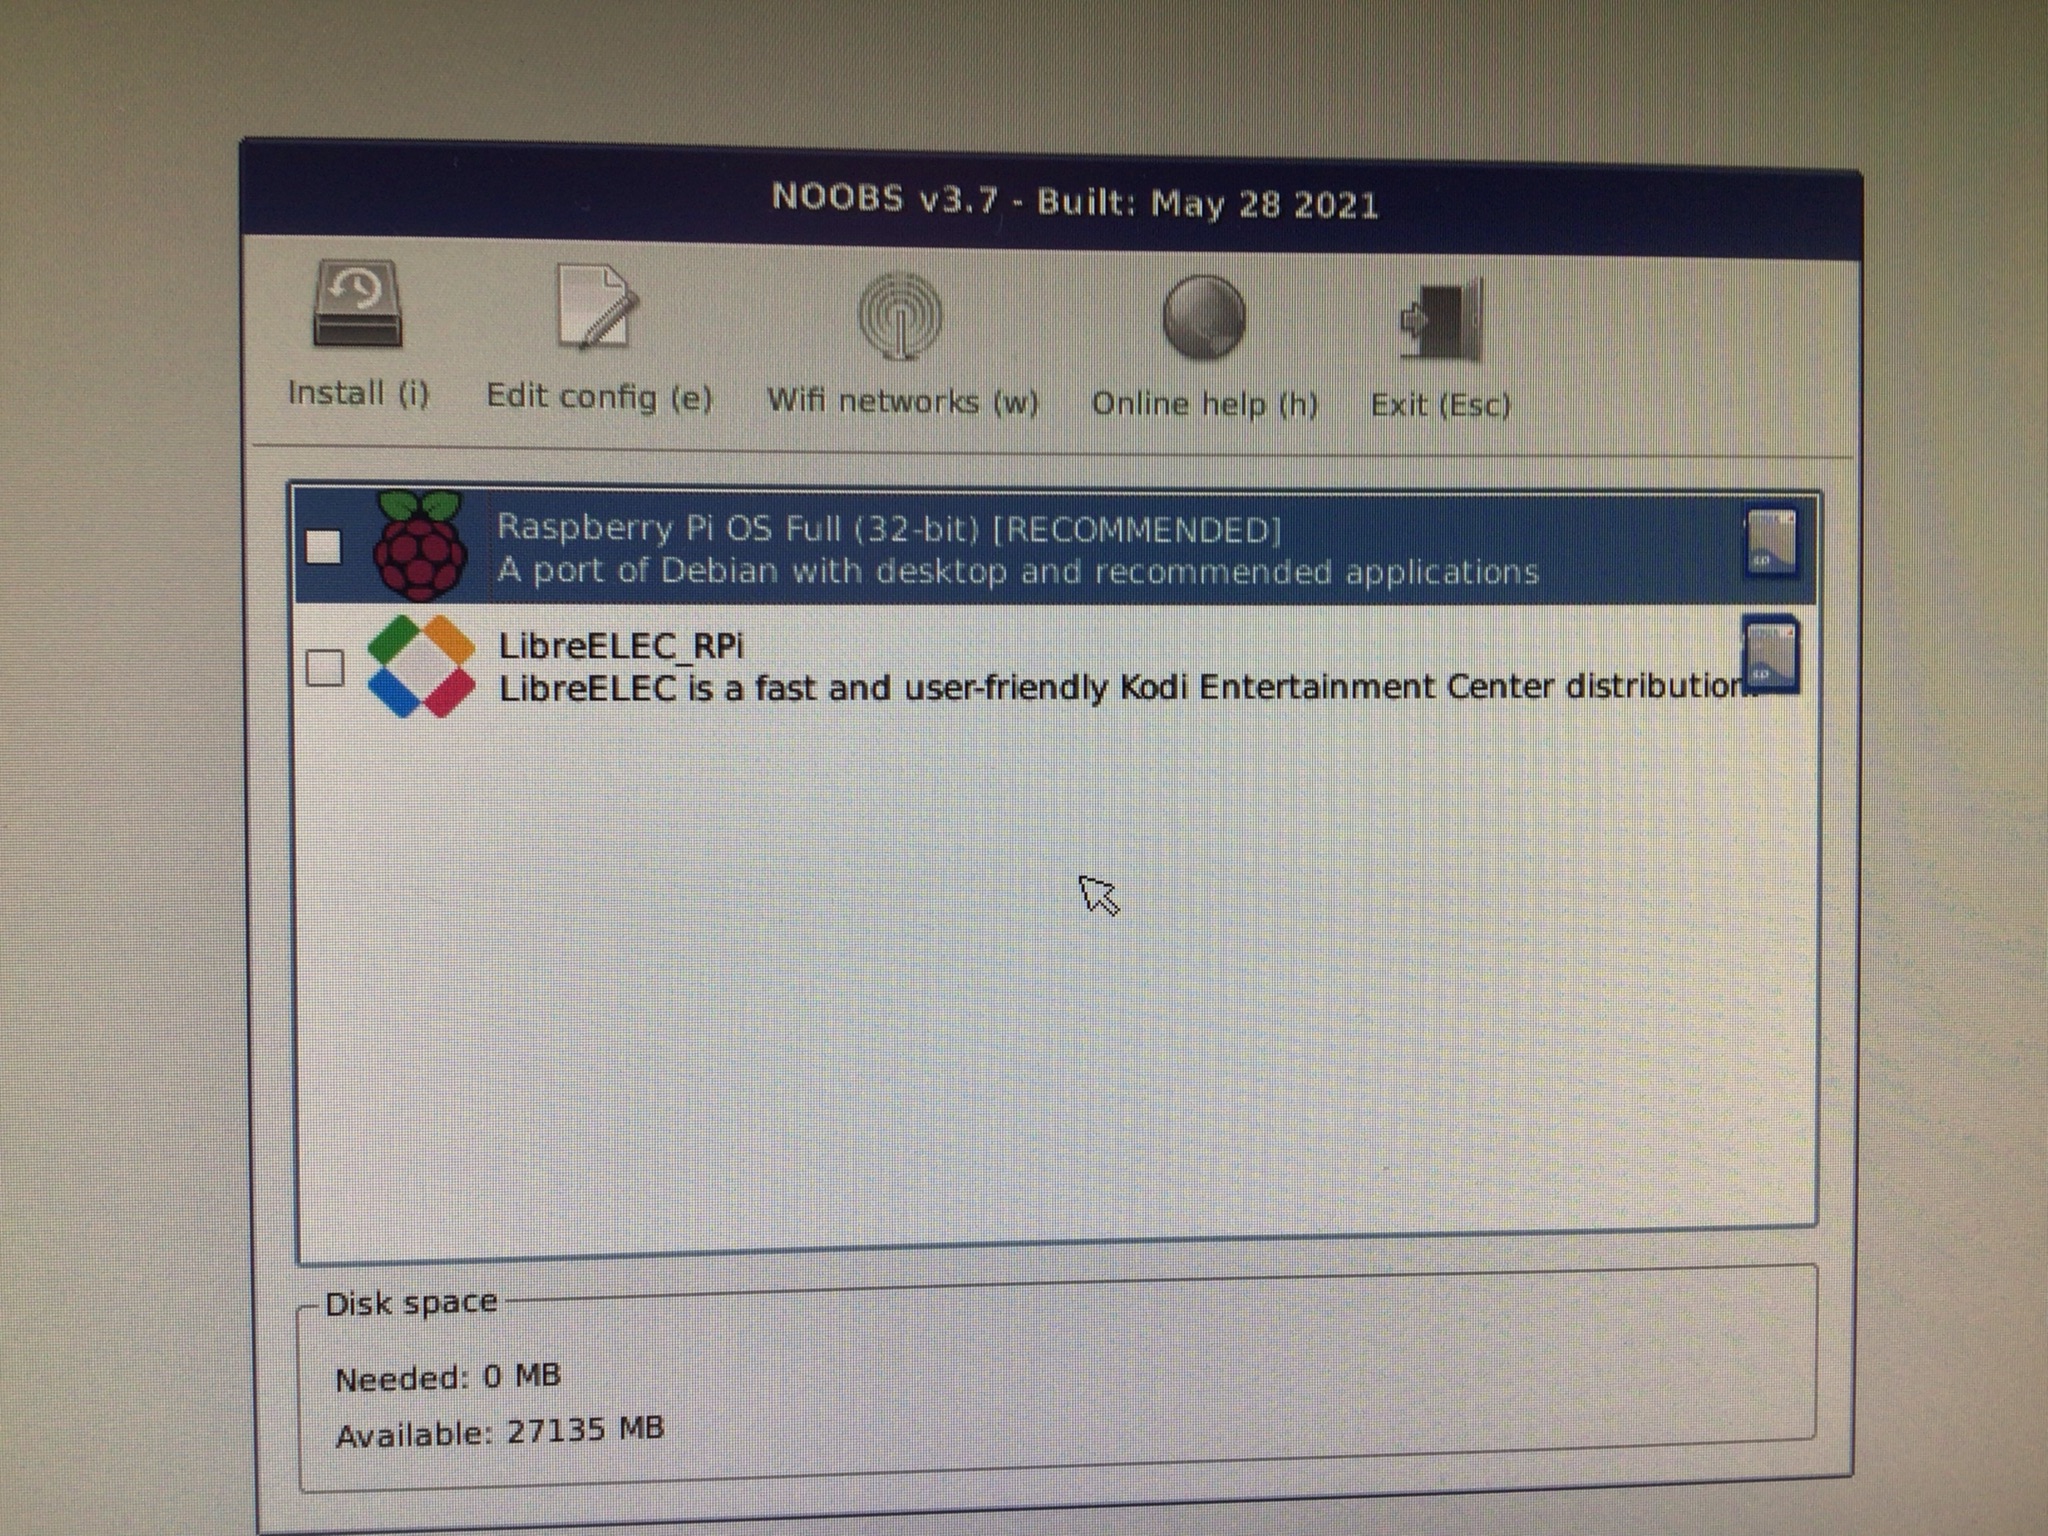 NOOBS v3.7 - Built: May 28 2021
Install (i) Edit config (e) Wifi networks (w) Online help (h) Exit (Esc)
Raspberry Pi OS Full (32-bit) [RECOMMENDED]
A port of Debian with desktop and recommended applications
LibreELEC_RPi
LibreELEC is a fast and user-friendly Kodi Entertainment Center distribution.
Disk space
Needed: 0 MB
Available: 27135 MB